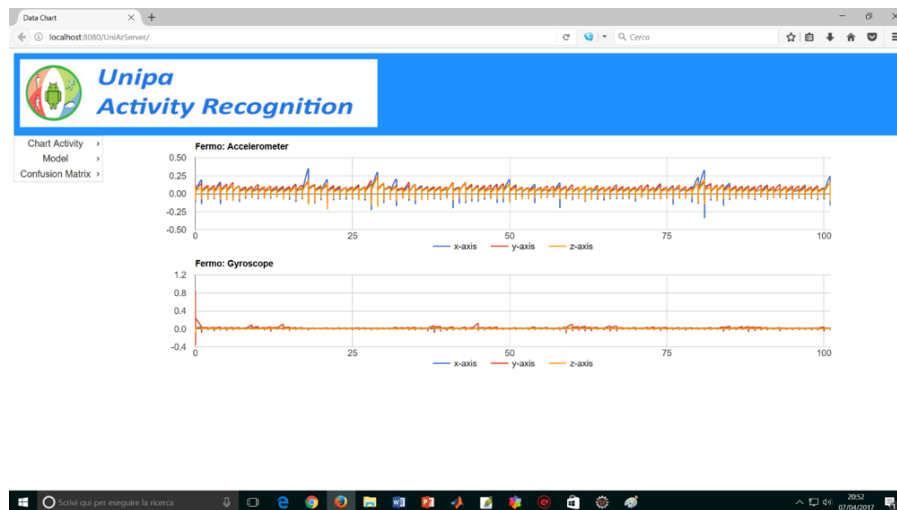 Data Chart
localhost:8080/UniArServer/
Cerca
Unipa
Activity Recognition
Chart Activity ›
Model ›
Confusion Matrix ›
Fermo: Accelerometer
0.50
0.25
0.00
-0.25
-0.50
0 25 50 75 100
x-axis y-axis z-axis
Fermo: Gyroscope
1.2
0.8
0.4
0.0
-0.4
0 25 50 75 100
x-axis y-axis z-axis
Scrivi qui per eseguire la ricerca
20:52
07/04/2017